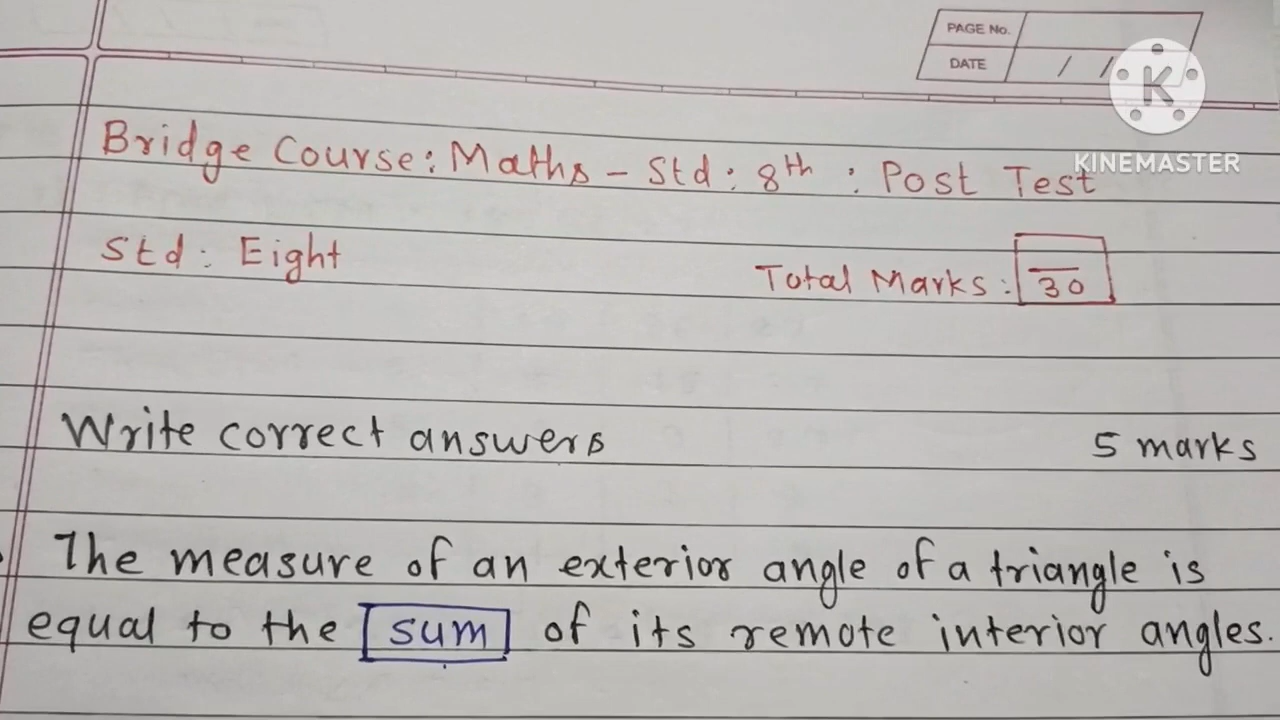 PAGE No.
DATE / /
K
KINEMASTER
Bridge Course: Maths - Std: 8th : Post Test
Std: Eight
Total Marks: 30
Write correct answers 5 marks
The measure of an exterior angle of a triangle is
equal to the sum of its remote interior angles.